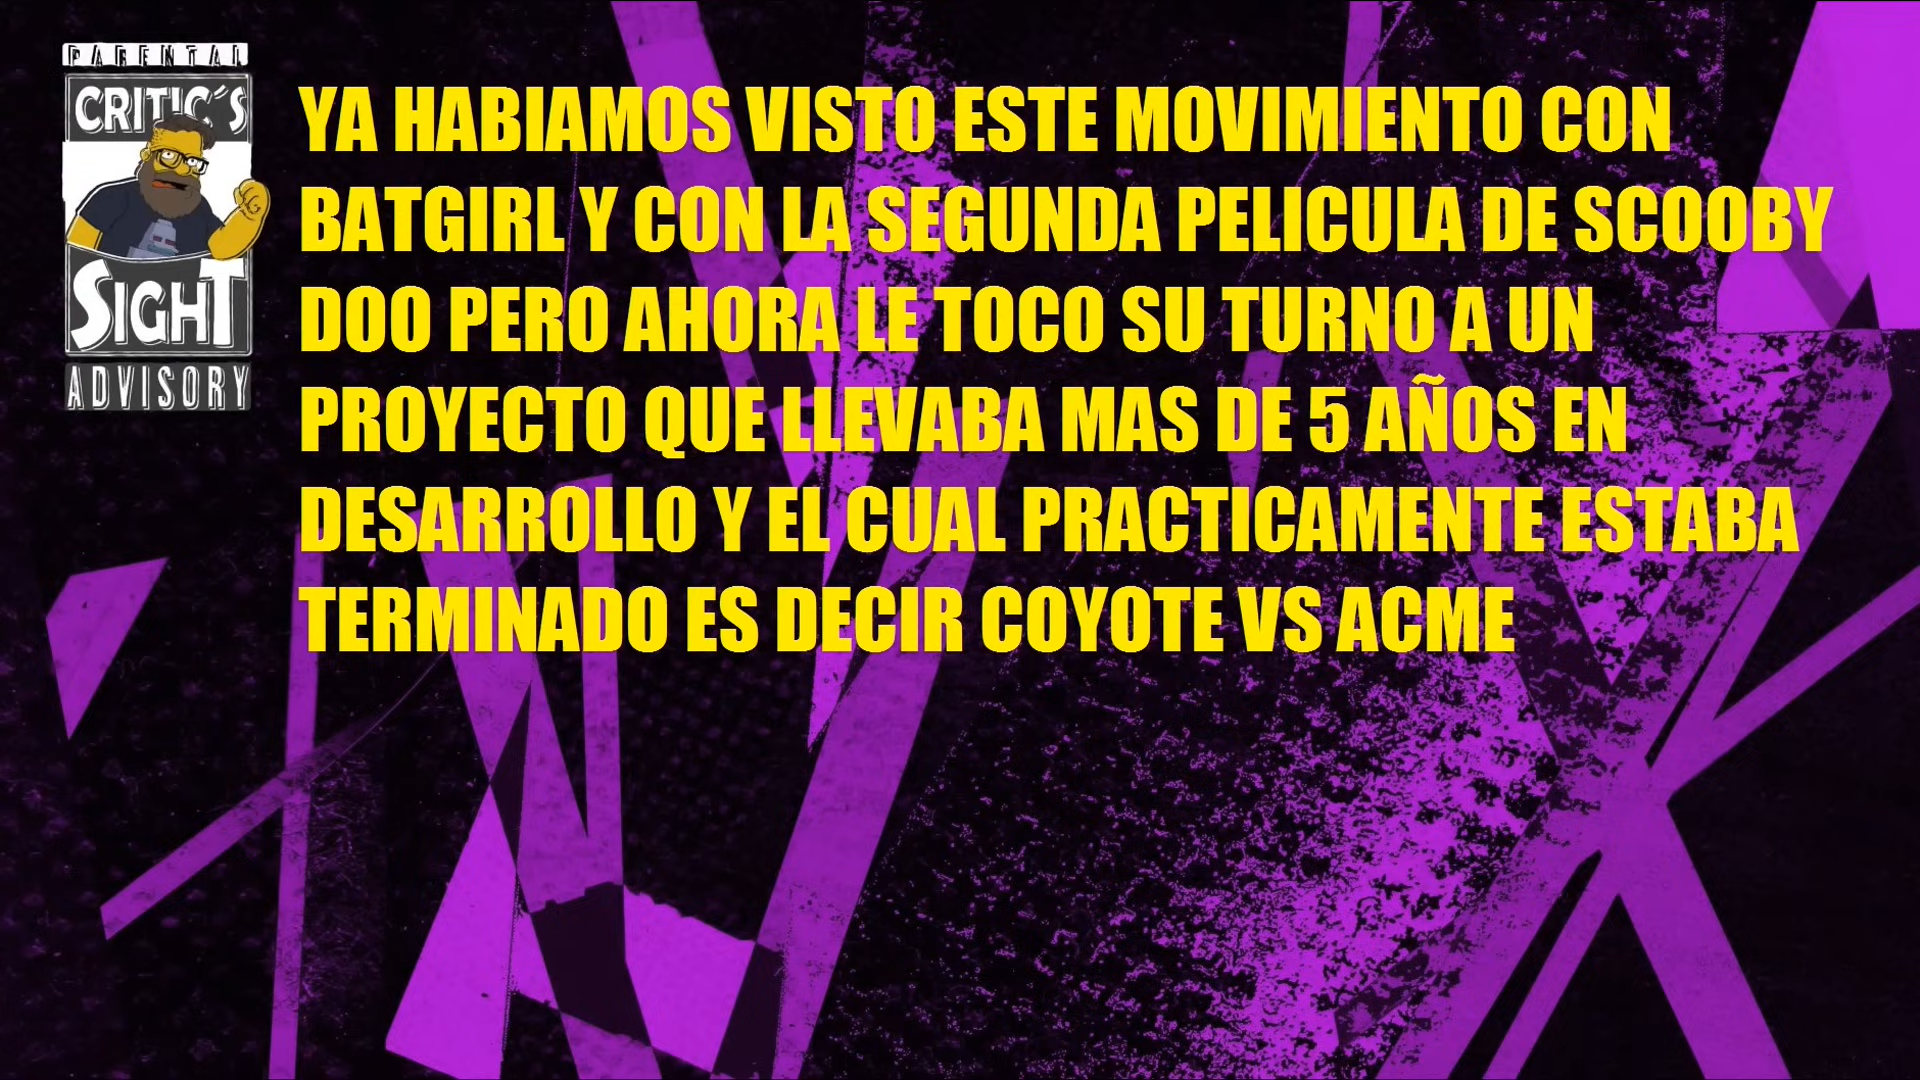 PARENTAL
CRITIC´S
SIGHT
ADVISORY
YA HABIAMOS VISTO ESTE MOVIMIENTO CON
BATGIRL Y CON LA SEGUNDA PELICULA DE SCOOBY
DOO PERO AHORA LE TOCO SU TURNO A UN
PROYECTO QUE LLEVABA MAS DE 5 AÑOS EN
DESARROLLO Y EL CUAL PRACTICAMENTE ESTABA
TERMINADO ES DECIR COYOTE VS ACME